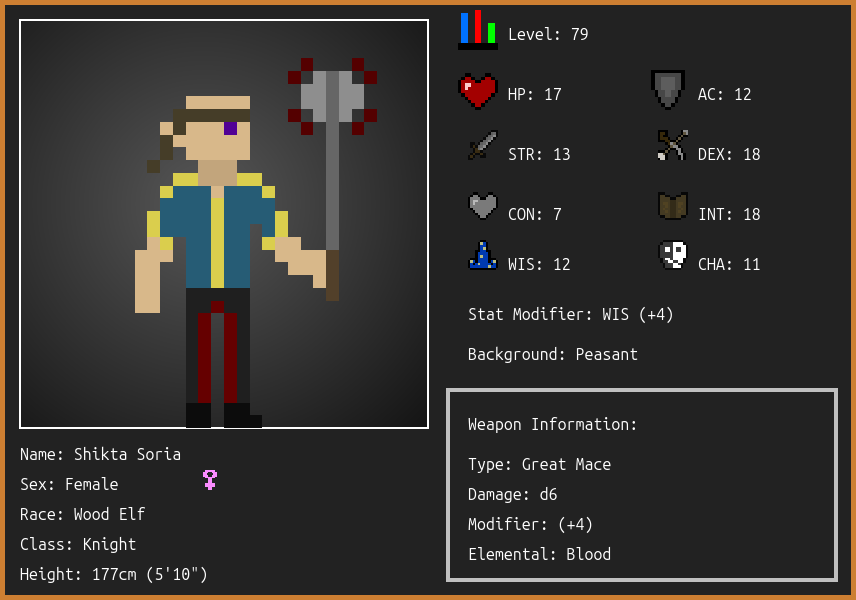 Level: 79
HP: 17
AC: 12
STR: 13
DEX: 18
CON: 7
INT: 18
WIS: 12
CHA: 11
Stat Modifier: WIS (+4)
Background: Peasant
Weapon Information:
Type: Great Mace
Damage: d6
Modifier: (+4)
Elemental: Blood
Name: Shikta Soria
Sex: Female
Race: Wood Elf
Class: Knight
Height: 177cm (5'10")